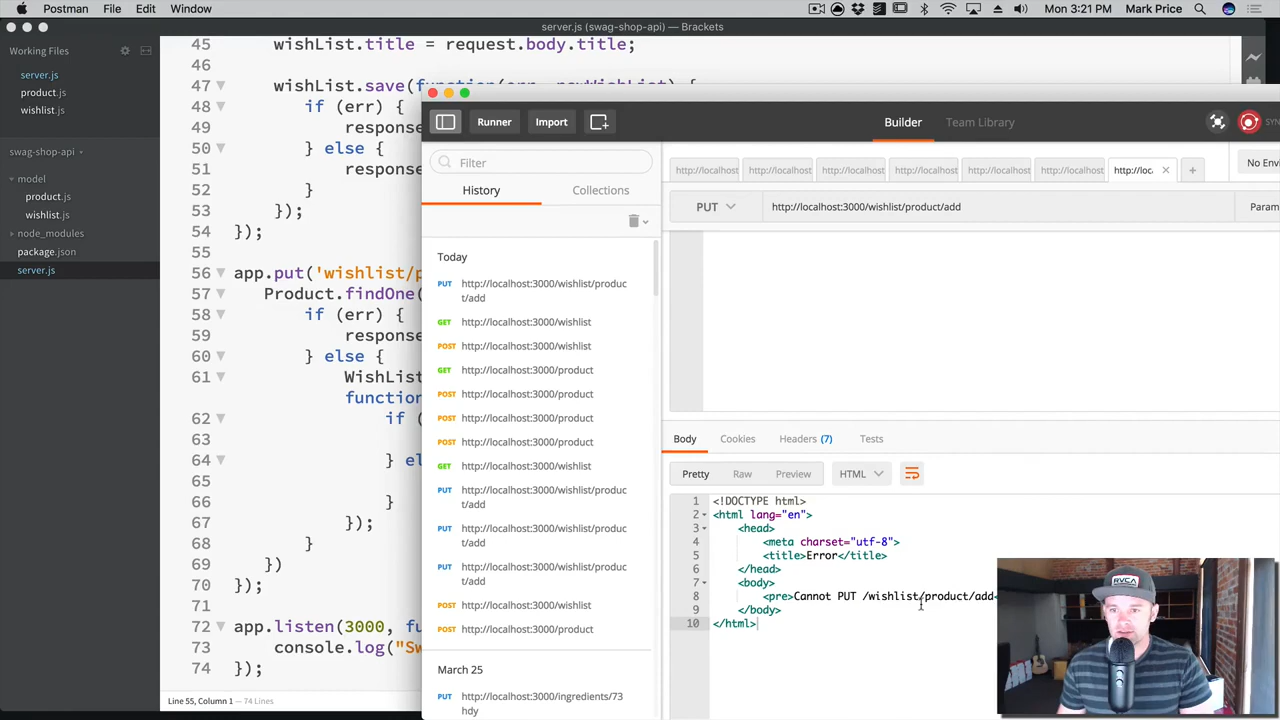 Postman File Edit Window
Mon 3:21 PM Mark Price
server.js (swag-shop-api) — Brackets
Working Files
server.js
product.js
wishlist.js
swag-shop-api
model
product.js
wishlist.js
node_modules
package.json
server.js
45 wishList.title = request.body.title;
46
47 wishList.save(function(err, newWishList) {
48 if (err) {
49 response
50 } else {
51 response
52 }
53 });
54 });
55
56 app.put('wishlist/p
57 Product.findOne(
58 if (err) {
59 response
60 } else {
61 WishList
function
62 if (
63
64 } el
65
66 }
67 });
68 }
69 })
70 });
71
72 app.listen(3000, fu
73 console.log("Sw
74 });
Line 55, Column 1 — 74 Lines
Runner Import
Builder Team Library
SYN
Filter
History Collections
Today
PUT http://localhost:3000/wishlist/produc
t/add
GET http://localhost:3000/wishlist
POST http://localhost:3000/wishlist
GET http://localhost:3000/product
POST http://localhost:3000/product
POST http://localhost:3000/product
POST http://localhost:3000/product
GET http://localhost:3000/wishlist
PUT http://localhost:3000/wishlist/produc
t/add
PUT http://localhost:3000/wishlist/produc
t/add
PUT http://localhost:3000/wishlist/produc
t/add
POST http://localhost:3000/wishlist
POST http://localhost:3000/product
March 25
PUT http://localhost:3000/ingredients/73
hdy
http://localhost http://localhost http://localhost http://localhost http://localhost http://localhost http://loc +
No Envi
PUT http://localhost:3000/wishlist/product/add Param
Body Cookies Headers (7) Tests
Pretty Raw Preview HTML
1 <!DOCTYPE html>
2 <html lang="en">
3 <head>
4 <meta charset="utf-8">
5 <title>Error</title>
6 </head>
7 <body>
8 <pre>Cannot PUT /wishlist/product/add<
9 </body>
10 </html>
RVCA